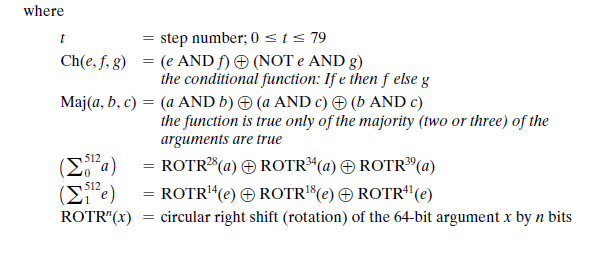 where
t = step number; 0 ≤ t ≤ 79
Ch(e, f, g) = (e AND f) ⊕ (NOT e AND g)
the conditional function: If e then f else g
Maj(a, b, c) = (a AND b) ⊕ (a AND c) ⊕ (b AND c)
the function is true only of the majority (two or three) of the
arguments are true
(∑₀⁵¹²a) = ROTR²⁸(a) ⊕ ROTR³⁴(a) ⊕ ROTR³⁹(a)
(∑₁⁵¹²e) = ROTR¹⁴(e) ⊕ ROTR¹⁸(e) ⊕ ROTR⁴¹(e)
ROTRⁿ(x) = circular right shift (rotation) of the 64-bit argument x by n bits